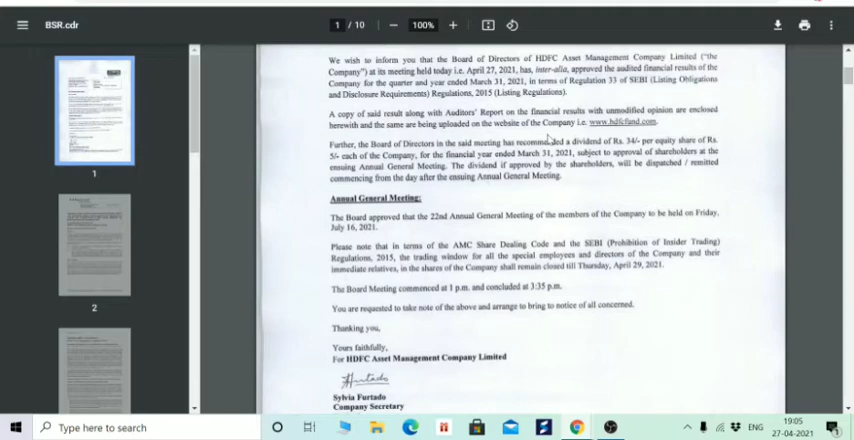 BSR.cdr
1 / 10
100%
We wish to inform you that the Board of Directors of HDFC Asset Management Company Limited ("the
Company") at its meeting held today i.e. April 27, 2021, has, inter-alia, approved the audited financial results of the
Company for the quarter and year ended March 31, 2021, in terms of Regulation 33 of SEBI (Listing Obligations
and Disclosure Requirements) Regulations, 2015 (Listing Regulations).
A copy of said result along with Auditors' Report on the financial results with unmodified opinion are enclosed
herewith and the same are being uploaded on the website of the Company i.e. www.hdfcfund.com.
Further, the Board of Directors in the said meeting has recommended a dividend of Rs. 34/- per equity share of Rs.
5/- each of the Company, for the financial year ended March 31, 2021, subject to approval of shareholders at the
ensuing Annual General Meeting. The dividend if approved by the shareholders, will be dispatched / remitted
commencing from the day after the ensuing Annual General Meeting.
Annual General Meeting:
The Board approved that the 22nd Annual General Meeting of the members of the Company to be held on Friday,
July 16, 2021.
Please note that in terms of the AMC Share Dealing Code and the SEBI (Prohibition of Insider Trading)
Regulations, 2015, the trading window for all the special employees and directors of the Company and their
immediate relatives, in the shares of the Company shall remain closed till Thursday, April 29, 2021.
The Board Meeting commenced at 1 p.m. and concluded at 3:35 p.m.
You are requested to take note of the above and arrange to bring to notice of all concerned.
Thanking you,
Yours faithfully,
For HDFC Asset Management Company Limited
Sylvia Furtado
Company Secretary
1
2
Type here to search
ENG
19:05
27-04-2021